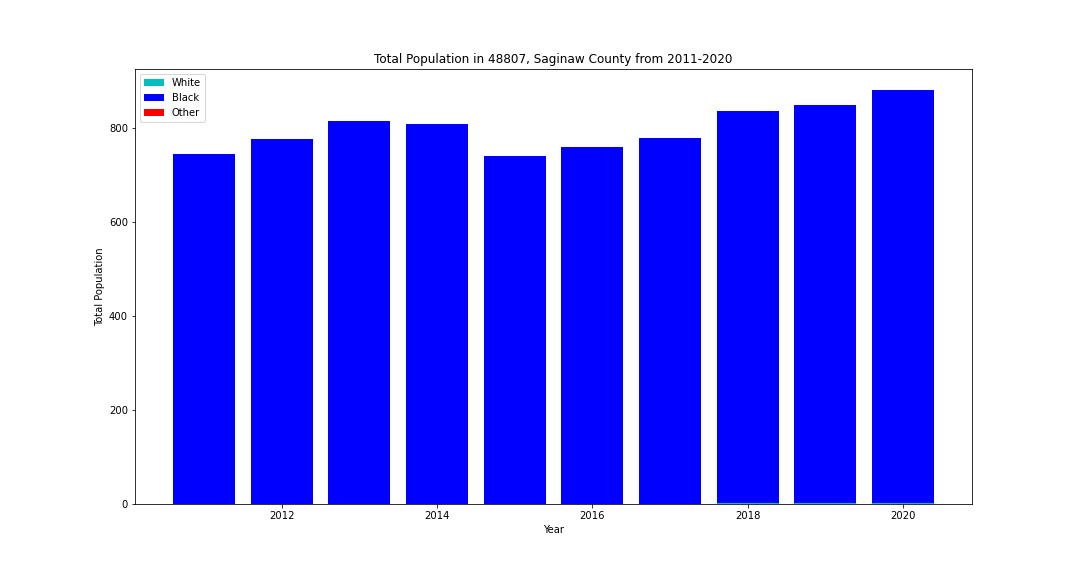 Total Population in 48807, Saginaw County from 2011-2020
White
Black
Other
800
600
400
200
0
Total Population
2012 2014 2016 2018 2020
Year